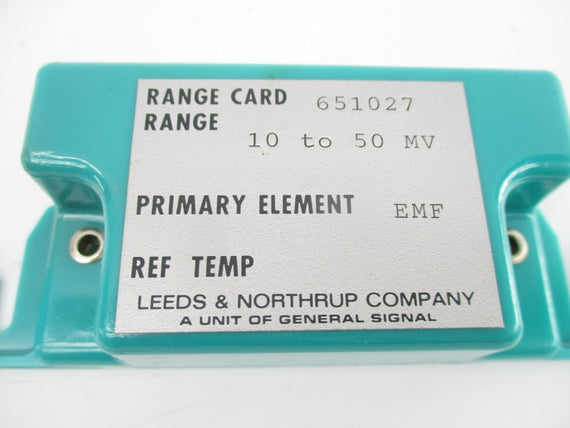 RANGE CARD 651027
RANGE
10 to 50 MV
PRIMARY ELEMENT EMF
REF TEMP
LEEDS & NORTHRUP COMPANY
A UNIT OF GENERAL SIGNAL